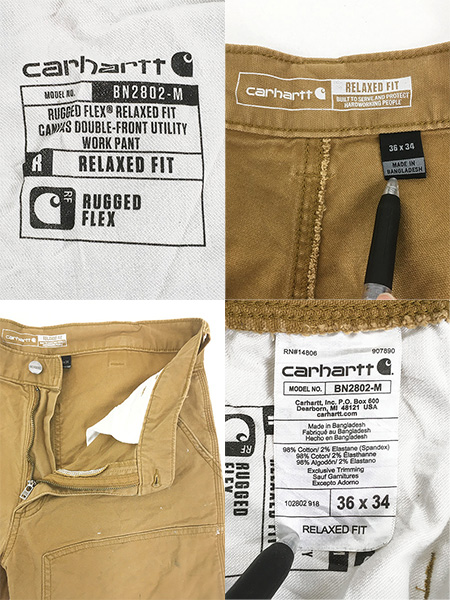 carhartt
MODEL NO. BN2802-M
RUGGED FLEX® RELAXED FIT
CANVAS DOUBLE-FRONT UTILITY
WORK PANT
R RELAXED FIT
RF RUGGED
FLEX
carhartt RELAXED FIT
BUILT TO SERVE AND PROTECT
HARDWORKING PEOPLE™
36 x 34
MADE IN
BANGLADESH
carhartt RELAXED FIT
RN#14806 907890
carhartt
MODEL NO. BN2802-M
Carhartt, Inc. P.O. Box 600
Dearborn, MI 48121 USA
carhartt.com
Made in Bangladesh
Fabriqué au Bangladesh
Hecho en Bangladesh
98% Cotton/ 2% Elastane (Spandex)
98% Coton/ 2% Élasthanne
98% Algodón/ 2% Elastano
Exclusive Trimming
Sauf Garnitures
Excepto Adorno
102802 918 36 x 34
RELAXED FIT
RUGGED
FLEX